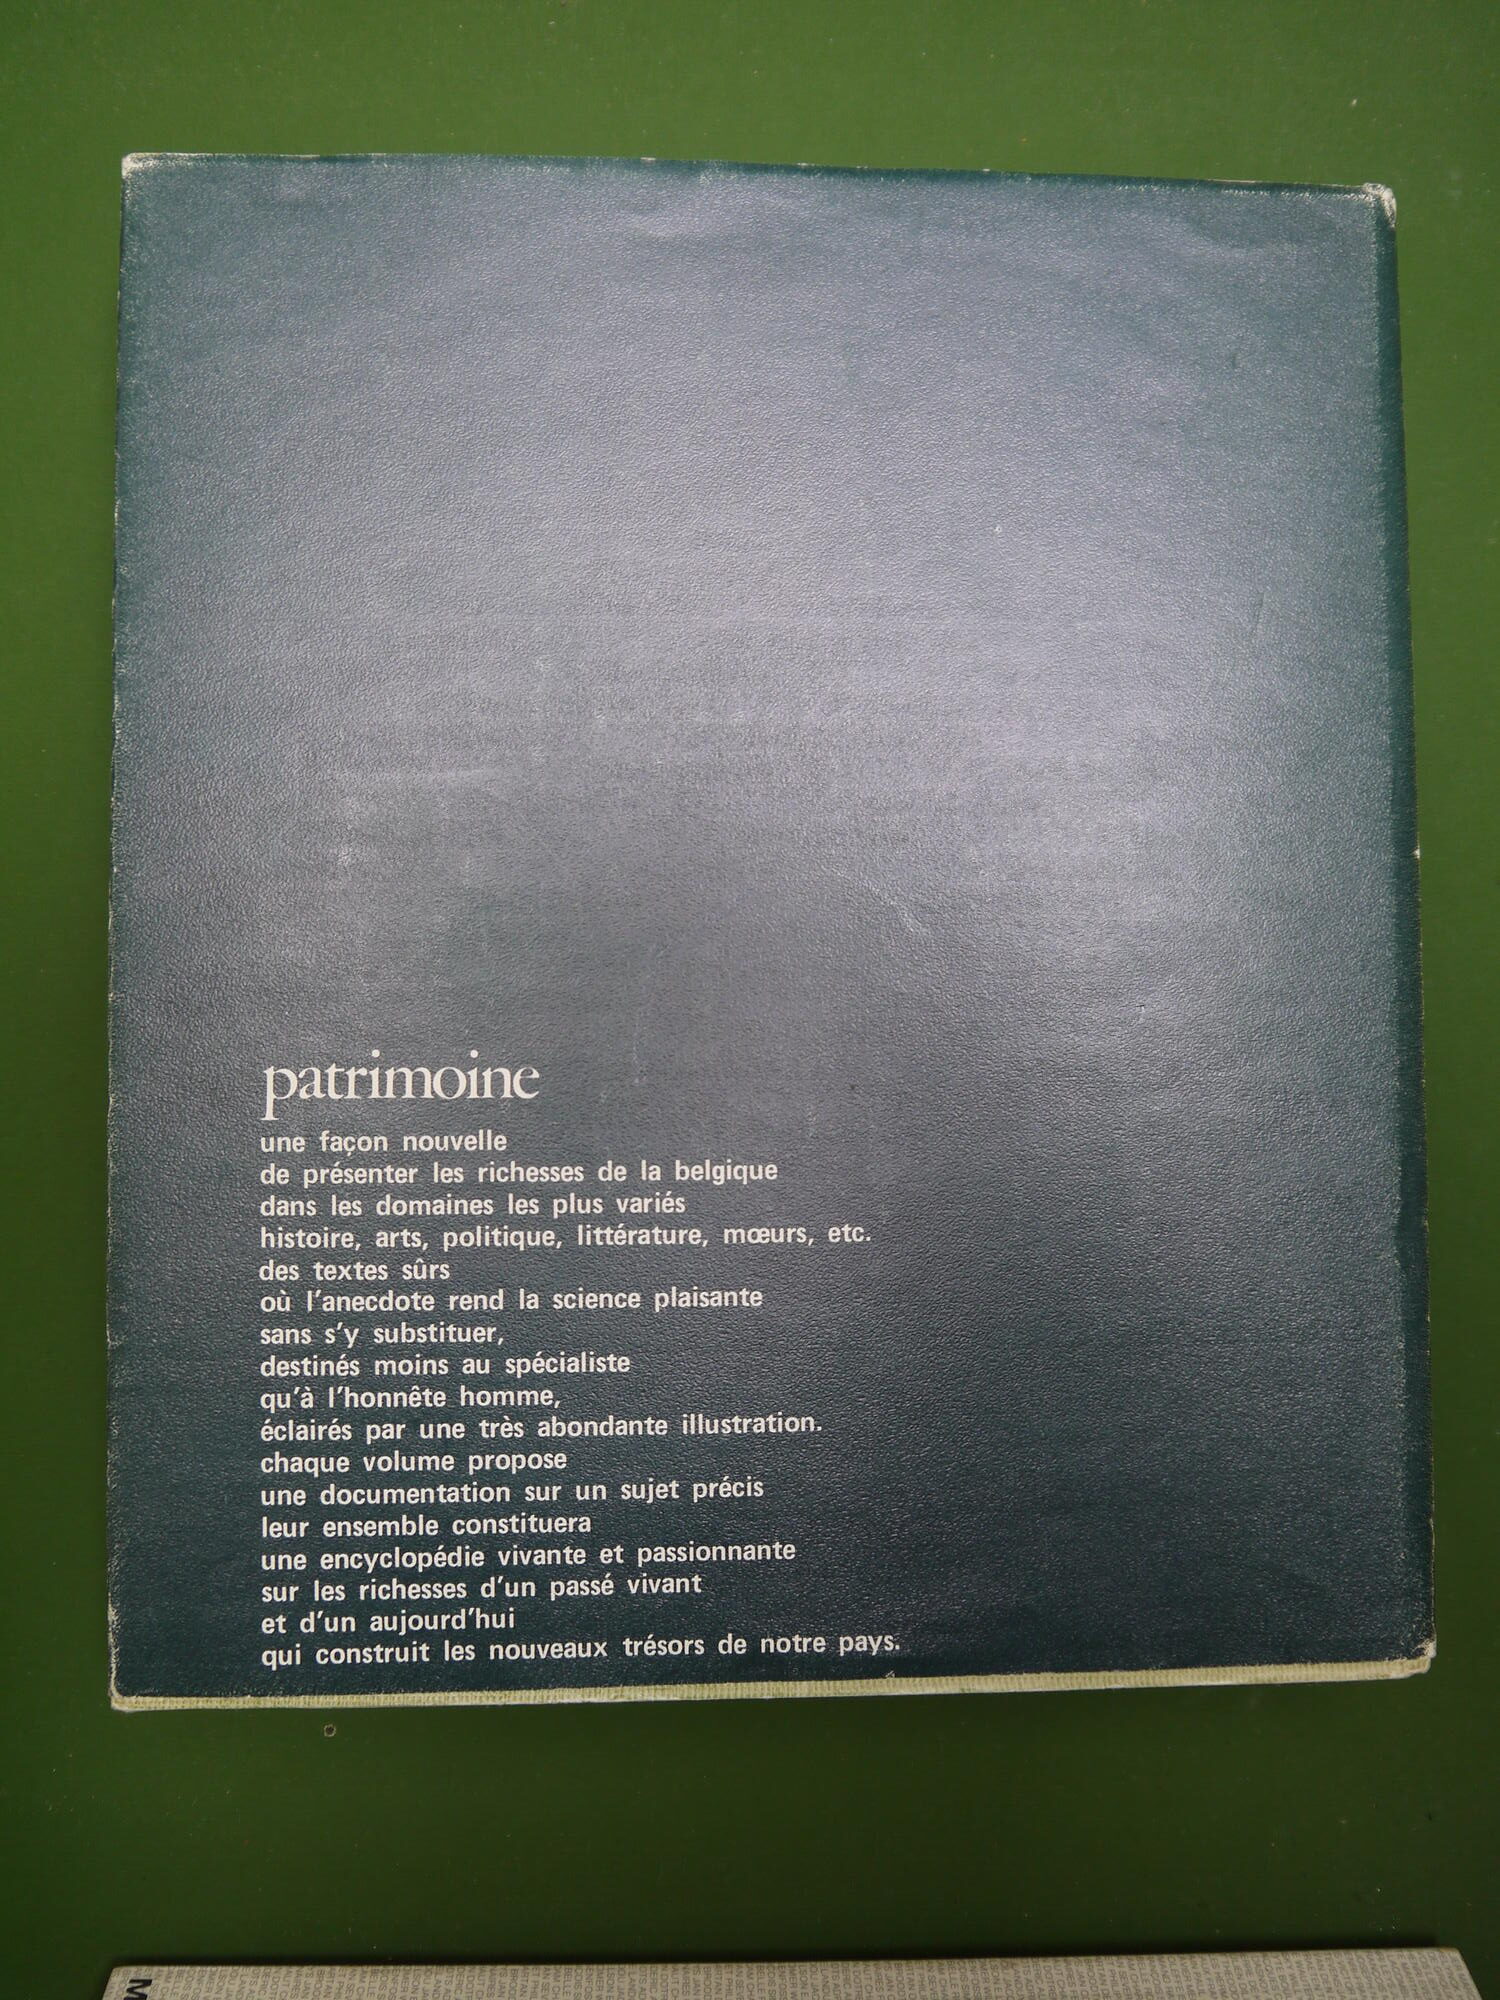 patrimoine
une façon nouvelle
de présenter les richesses de la belgique
dans les domaines les plus variés
histoire, arts, politique, littérature, mœurs, etc.
des textes sûrs
où l'anecdote rend la science plaisante
sans s'y substituer,
destinés moins au spécialiste
qu'à l'honnête homme,
éclairés par une très abondante illustration.
chaque volume propose
une documentation sur un sujet précis
leur ensemble constituera
une encyclopédie vivante et passionnante
sur les richesses d'un passé vivant
et d'un aujourd'hui
qui construit les nouveaux trésors de notre pays.